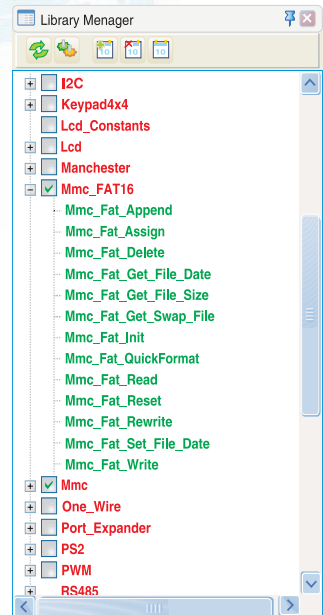 Library Menager
I2C
Keypad4x4
Lcd_Constants
Lcd
Manchester
Mmc_FAT16
Mmc_Fat_Append
Mmc_Fat_Assign
Mmc_Fat_Delete
Mmc_Fat_Get_File_Date
Mmc_Fat_Get_File_Size
Mmc_Fat_Get_Swap_File
Mmc_Fat_Init
Mmc_Fat_QuickFormat
Mmc_Fat_Read
Mmc_Fat_Reset
Mmc_Fat_Rewrite
Mmc_Fat_Set_File_Date
Mmc_Fat_Write
Mmc
One_Wire
Port_Expander
PS2
PWM
RS485